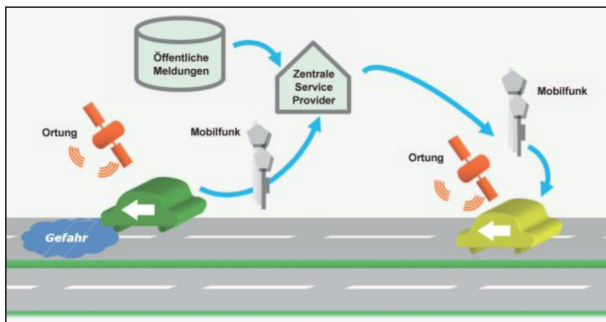 Öffentliche
Meldungen
Zentrale
Service
Provider
Mobilfunk
Ortung
Mobilfunk
Ortung
Gefahr